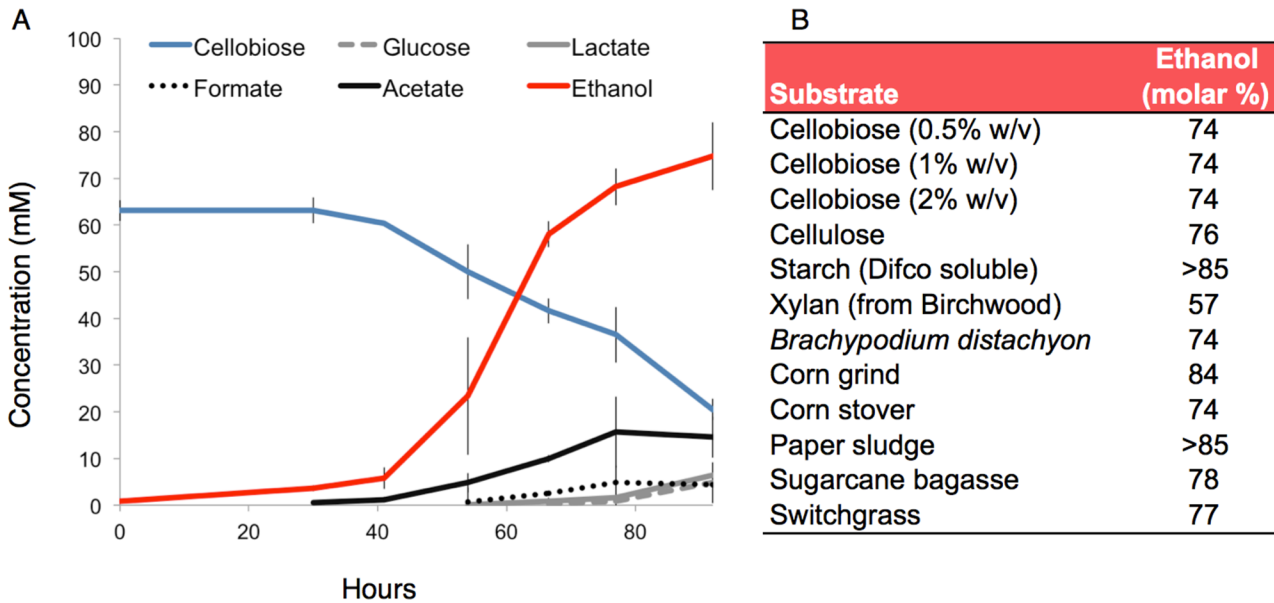 A
100
90
80
70
60
50
40
30
20
10
0
Concentration (mM)
Cellobiose Glucose Lactate
Formate Acetate Ethanol
0 20 40 60 80
Hours
B
Substrate Ethanol (molar %)
Cellobiose (0.5% w/v) 74
Cellobiose (1% w/v) 74
Cellobiose (2% w/v) 74
Cellulose 76
Starch (Difco soluble) >85
Xylan (from Birchwood) 57
Brachypodium distachyon 74
Corn grind 84
Corn stover 74
Paper sludge >85
Sugarcane bagasse 78
Switchgrass 77